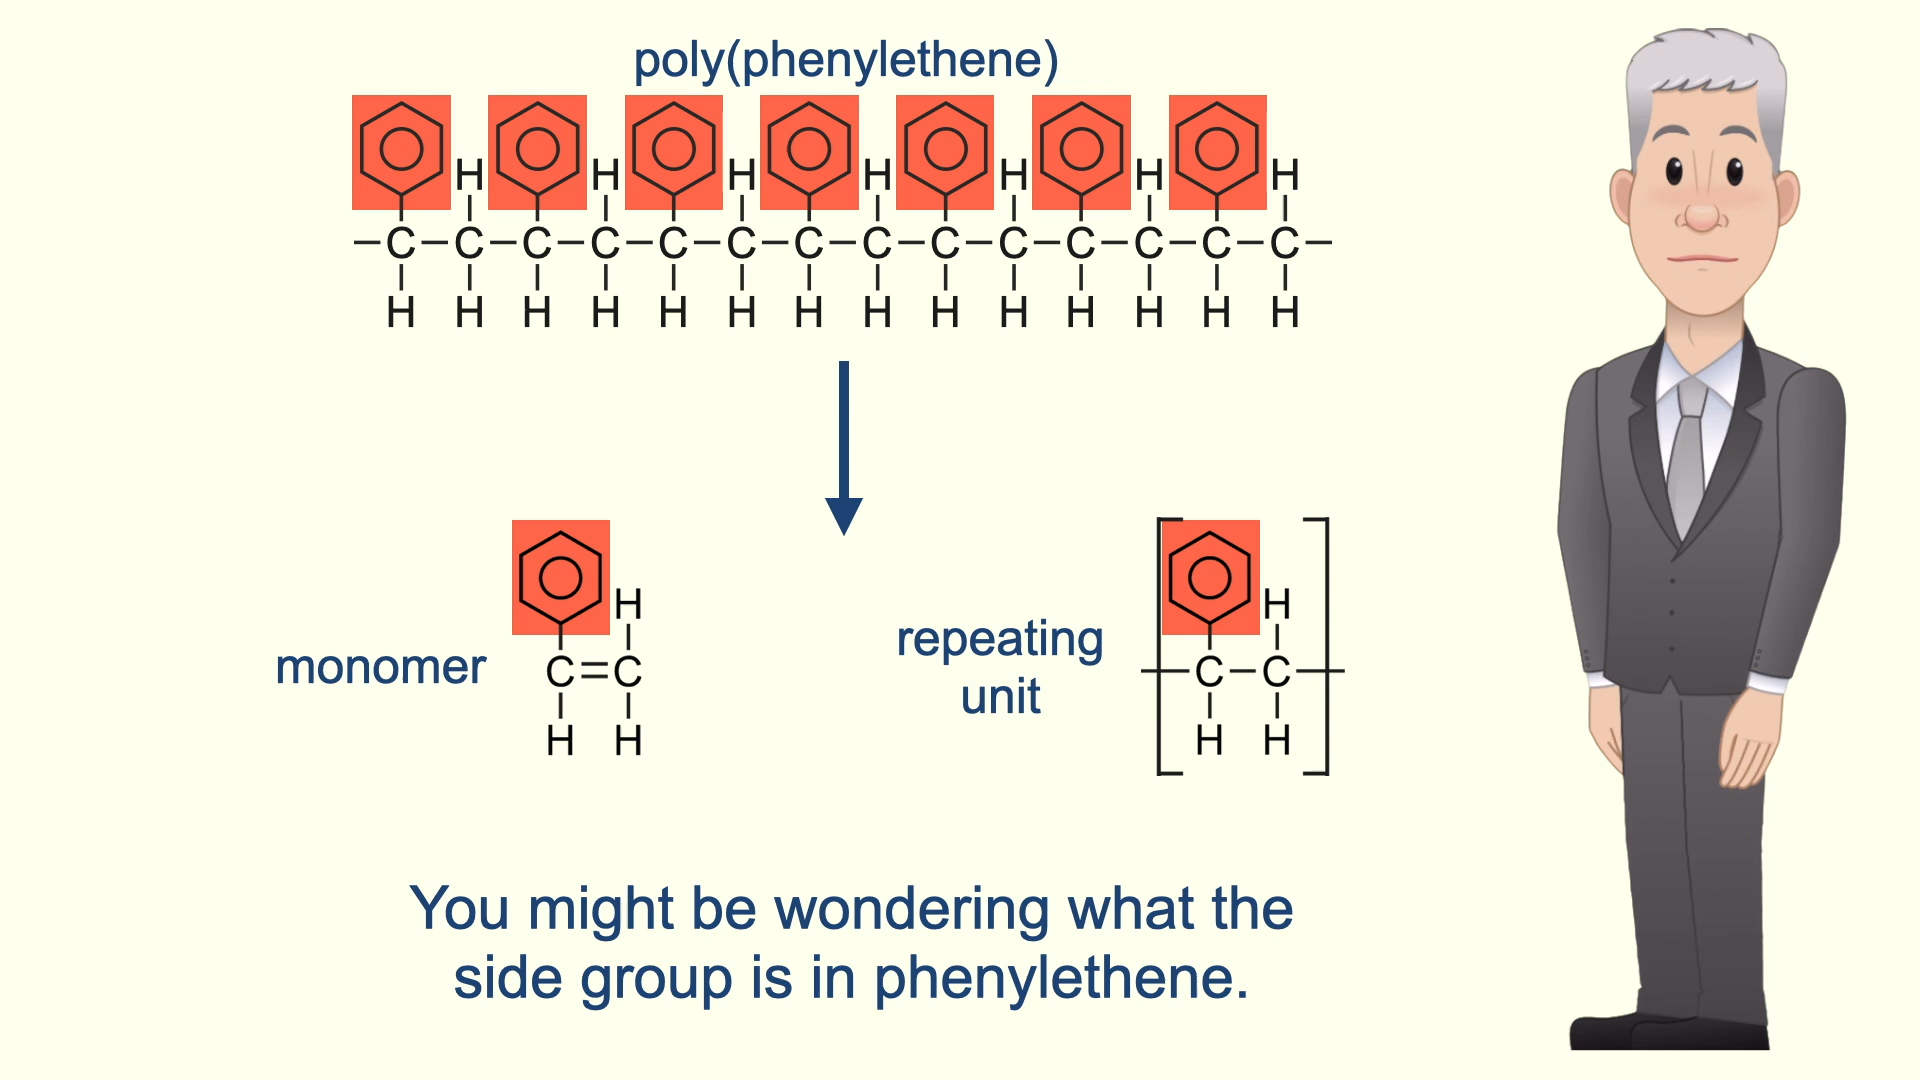 poly(phenylethene)
H H H H H H H
C C C C C C C C C C C C C C
H H H H H H H H H H H H H H
monomer
H
C=C
H H
repeating
unit
H
C C
H H
You might be wondering what the
side group is in phenylethene.